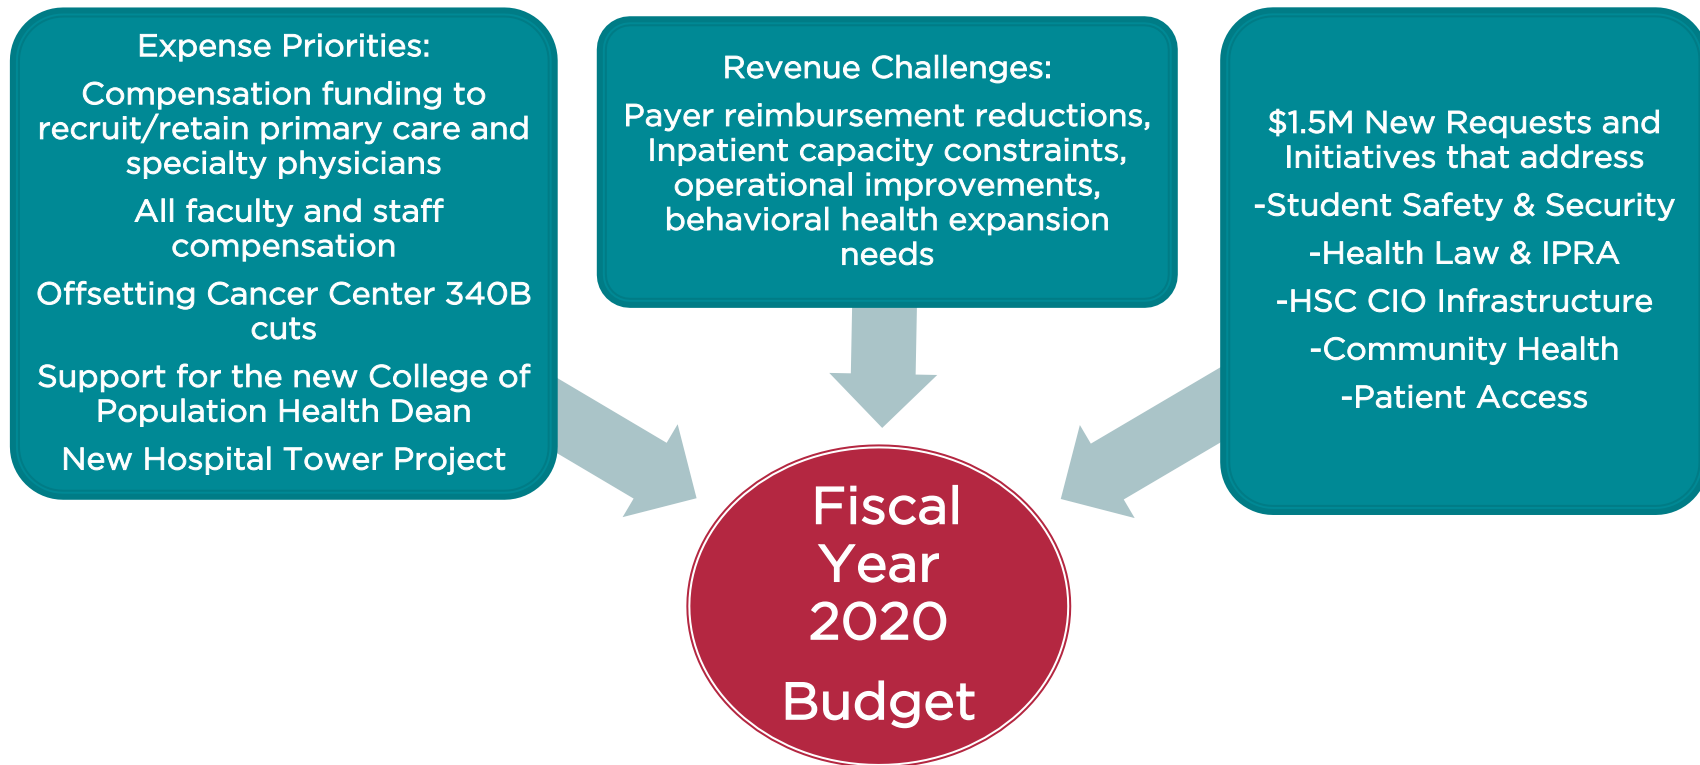 Expense Priorities:
Compensation funding to
recruit/retain primary care and
specialty physicians
All faculty and staff
compensation
Offsetting Cancer Center 340B
cuts
Support for the new College of
Population Health Dean
New Hospital Tower Project
Revenue Challenges:
Payer reimbursement reductions,
Inpatient capacity constraints,
operational improvements,
behavioral health expansion
needs
$1.5M New Requests and
Initiatives that address
-Student Safety & Security
-Health Law & IPRA
-HSC CIO Infrastructure
-Community Health
-Patient Access
Fiscal
Year
2020
Budget